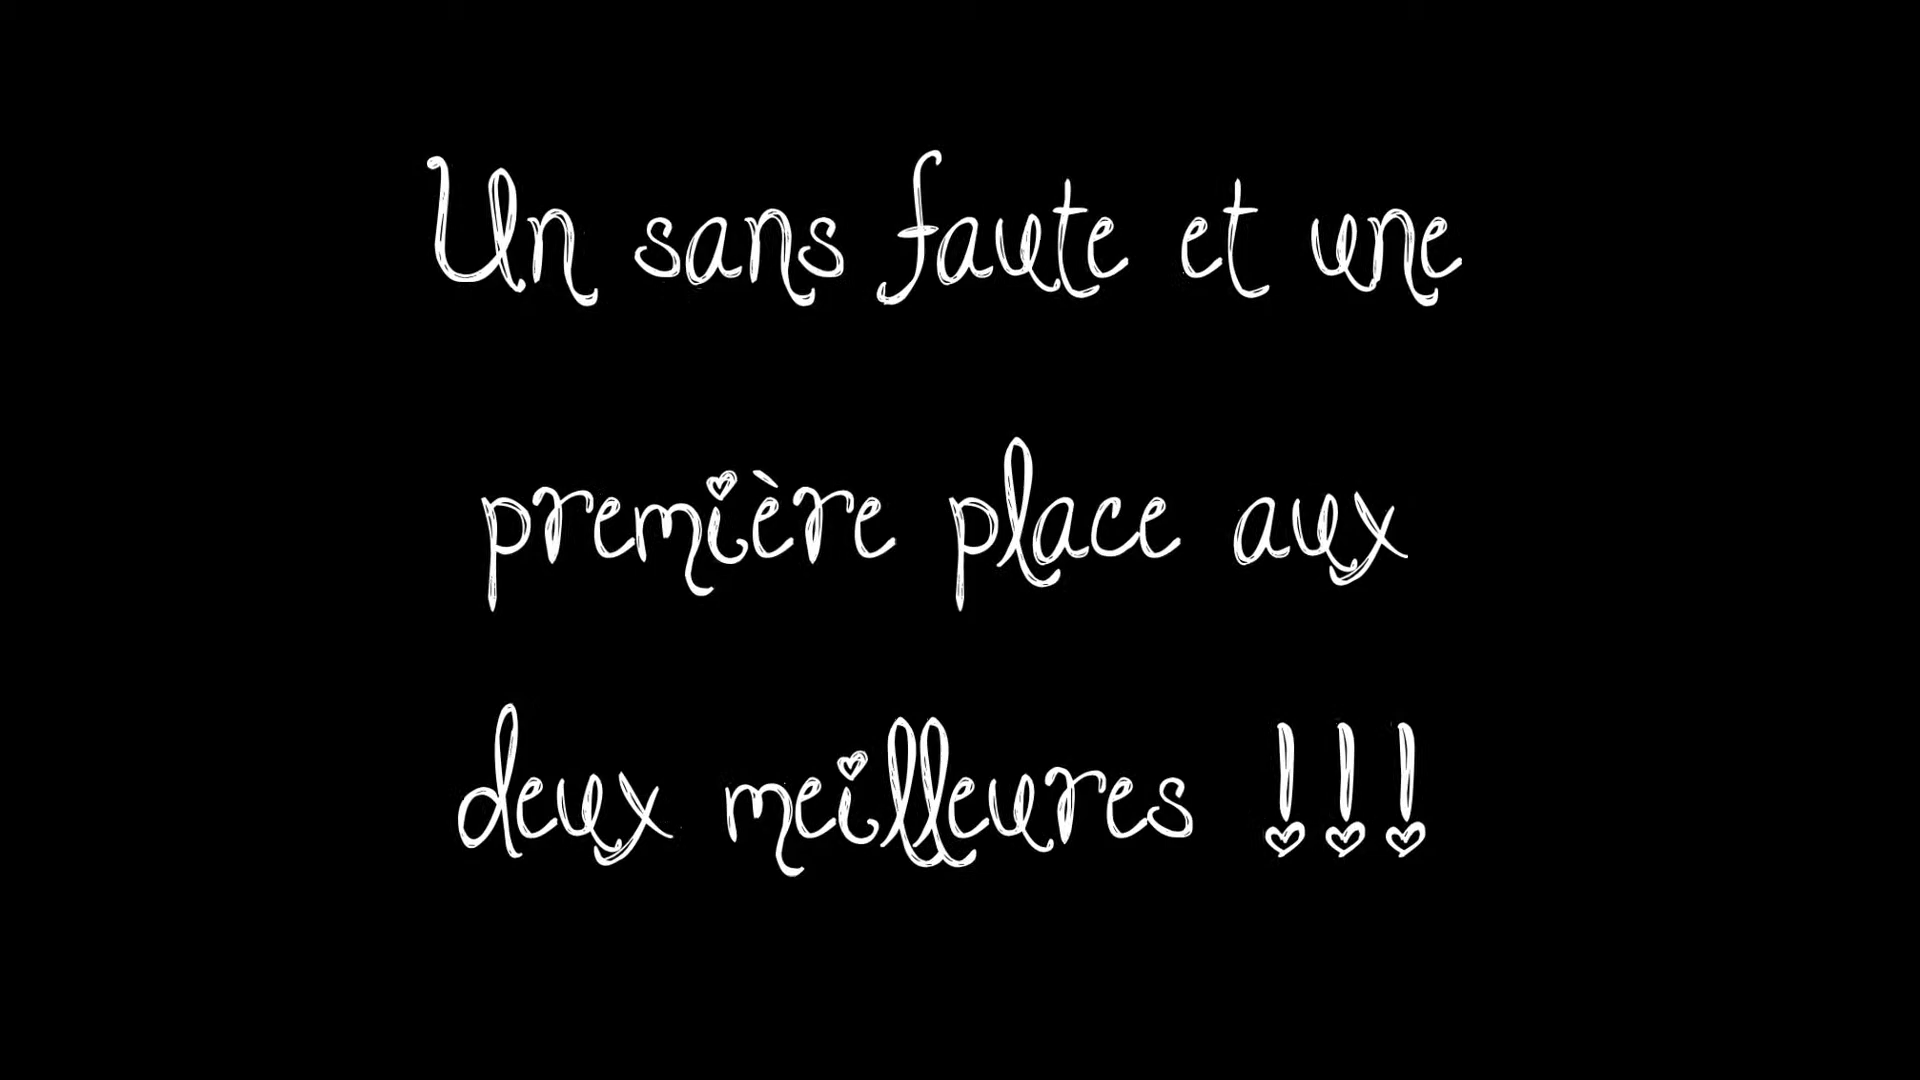 Un sans faute et une
première place aux
deux meilleures !!!